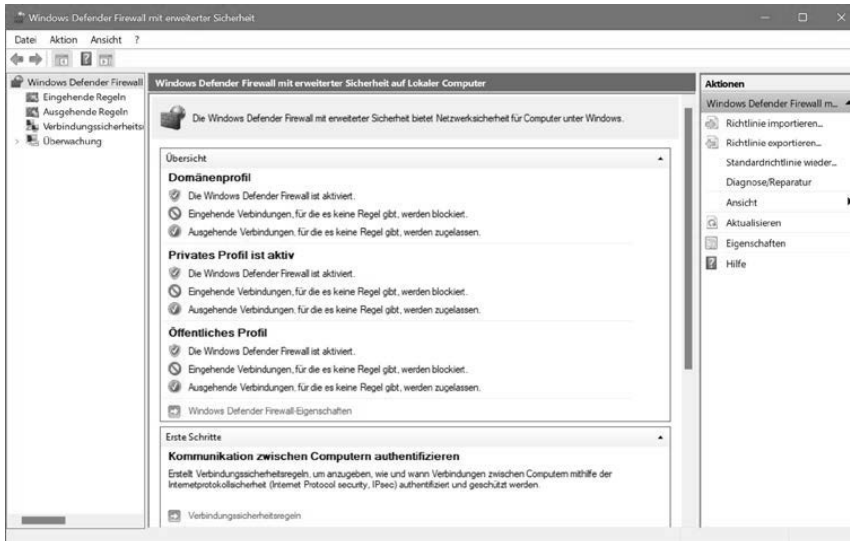 Windows Defender Firewall mit erweiterter Sicherheit
Datei Aktion Ansicht ?
Windows Defender Firewall
Eingehende Regeln
Ausgehende Regeln
Verbindungssicherheits
Überwachung
Windows Defender Firewall mit erweiterter Sicherheit auf Lokaler Computer
Die Windows Defender Firewall mit erweiterter Sicherheit bietet Netzwerksicherheit für Computer unter Windows.
Übersicht
Domänenprofil
Die Windows Defender Firewall ist aktiviert.
Eingehende Verbindungen, für die es keine Regel gibt, werden blockiert.
Ausgehende Verbindungen, für die es keine Regel gibt, werden zugelassen.
Privates Profil ist aktiv
Die Windows Defender Firewall ist aktiviert.
Eingehende Verbindungen, für die es keine Regel gibt, werden blockiert.
Ausgehende Verbindungen, für die es keine Regel gibt, werden zugelassen.
Öffentliches Profil
Die Windows Defender Firewall ist aktiviert.
Eingehende Verbindungen, für die es keine Regel gibt, werden blockiert.
Ausgehende Verbindungen, für die es keine Regel gibt, werden zugelassen.
Windows Defender Firewall-Eigenschaften
Erste Schritte
Kommunikation zwischen Computern authentifizieren
Erstellt Verbindungssicherheitsregeln, um anzugeben, wie und wann Verbindungen zwischen Computern mithilfe der
Internetprotokollsicherheit (Internet Protocol security, IPsec) authentifiziert und geschützt werden.
Verbindungssicherheitsregeln
Aktionen
Windows Defender Firewall m...
Richtlinie importieren...
Richtlinie exportieren...
Standardrichtlinie wieder...
Diagnose/Reparatur
Ansicht
Aktualisieren
Eigenschaften
Hilfe